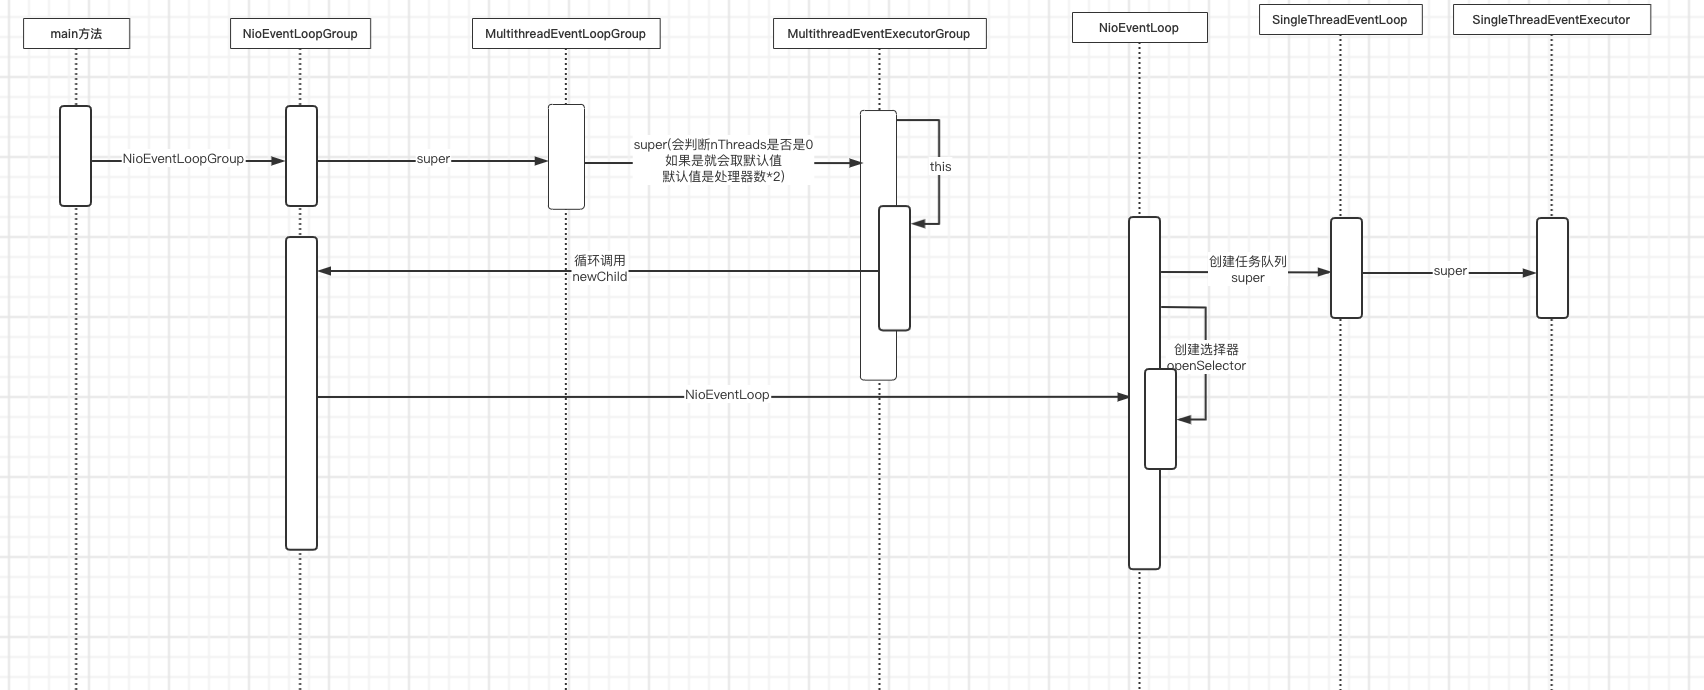 main方法
NioEventLoopGroup
MultithreadEventLoopGroup
MultithreadEventExecutorGroup
NioEventLoop
SingleThreadEventLoop
SingleThreadEventExecutor
NioEventLoopGroup
super
super(会判断nThreads是否是0
如果是就会取默认值
默认值是处理器数*2)
this
循环调用
newChild
创建任务队列
super
super
创建选择器
openSelector
NioEventLoop